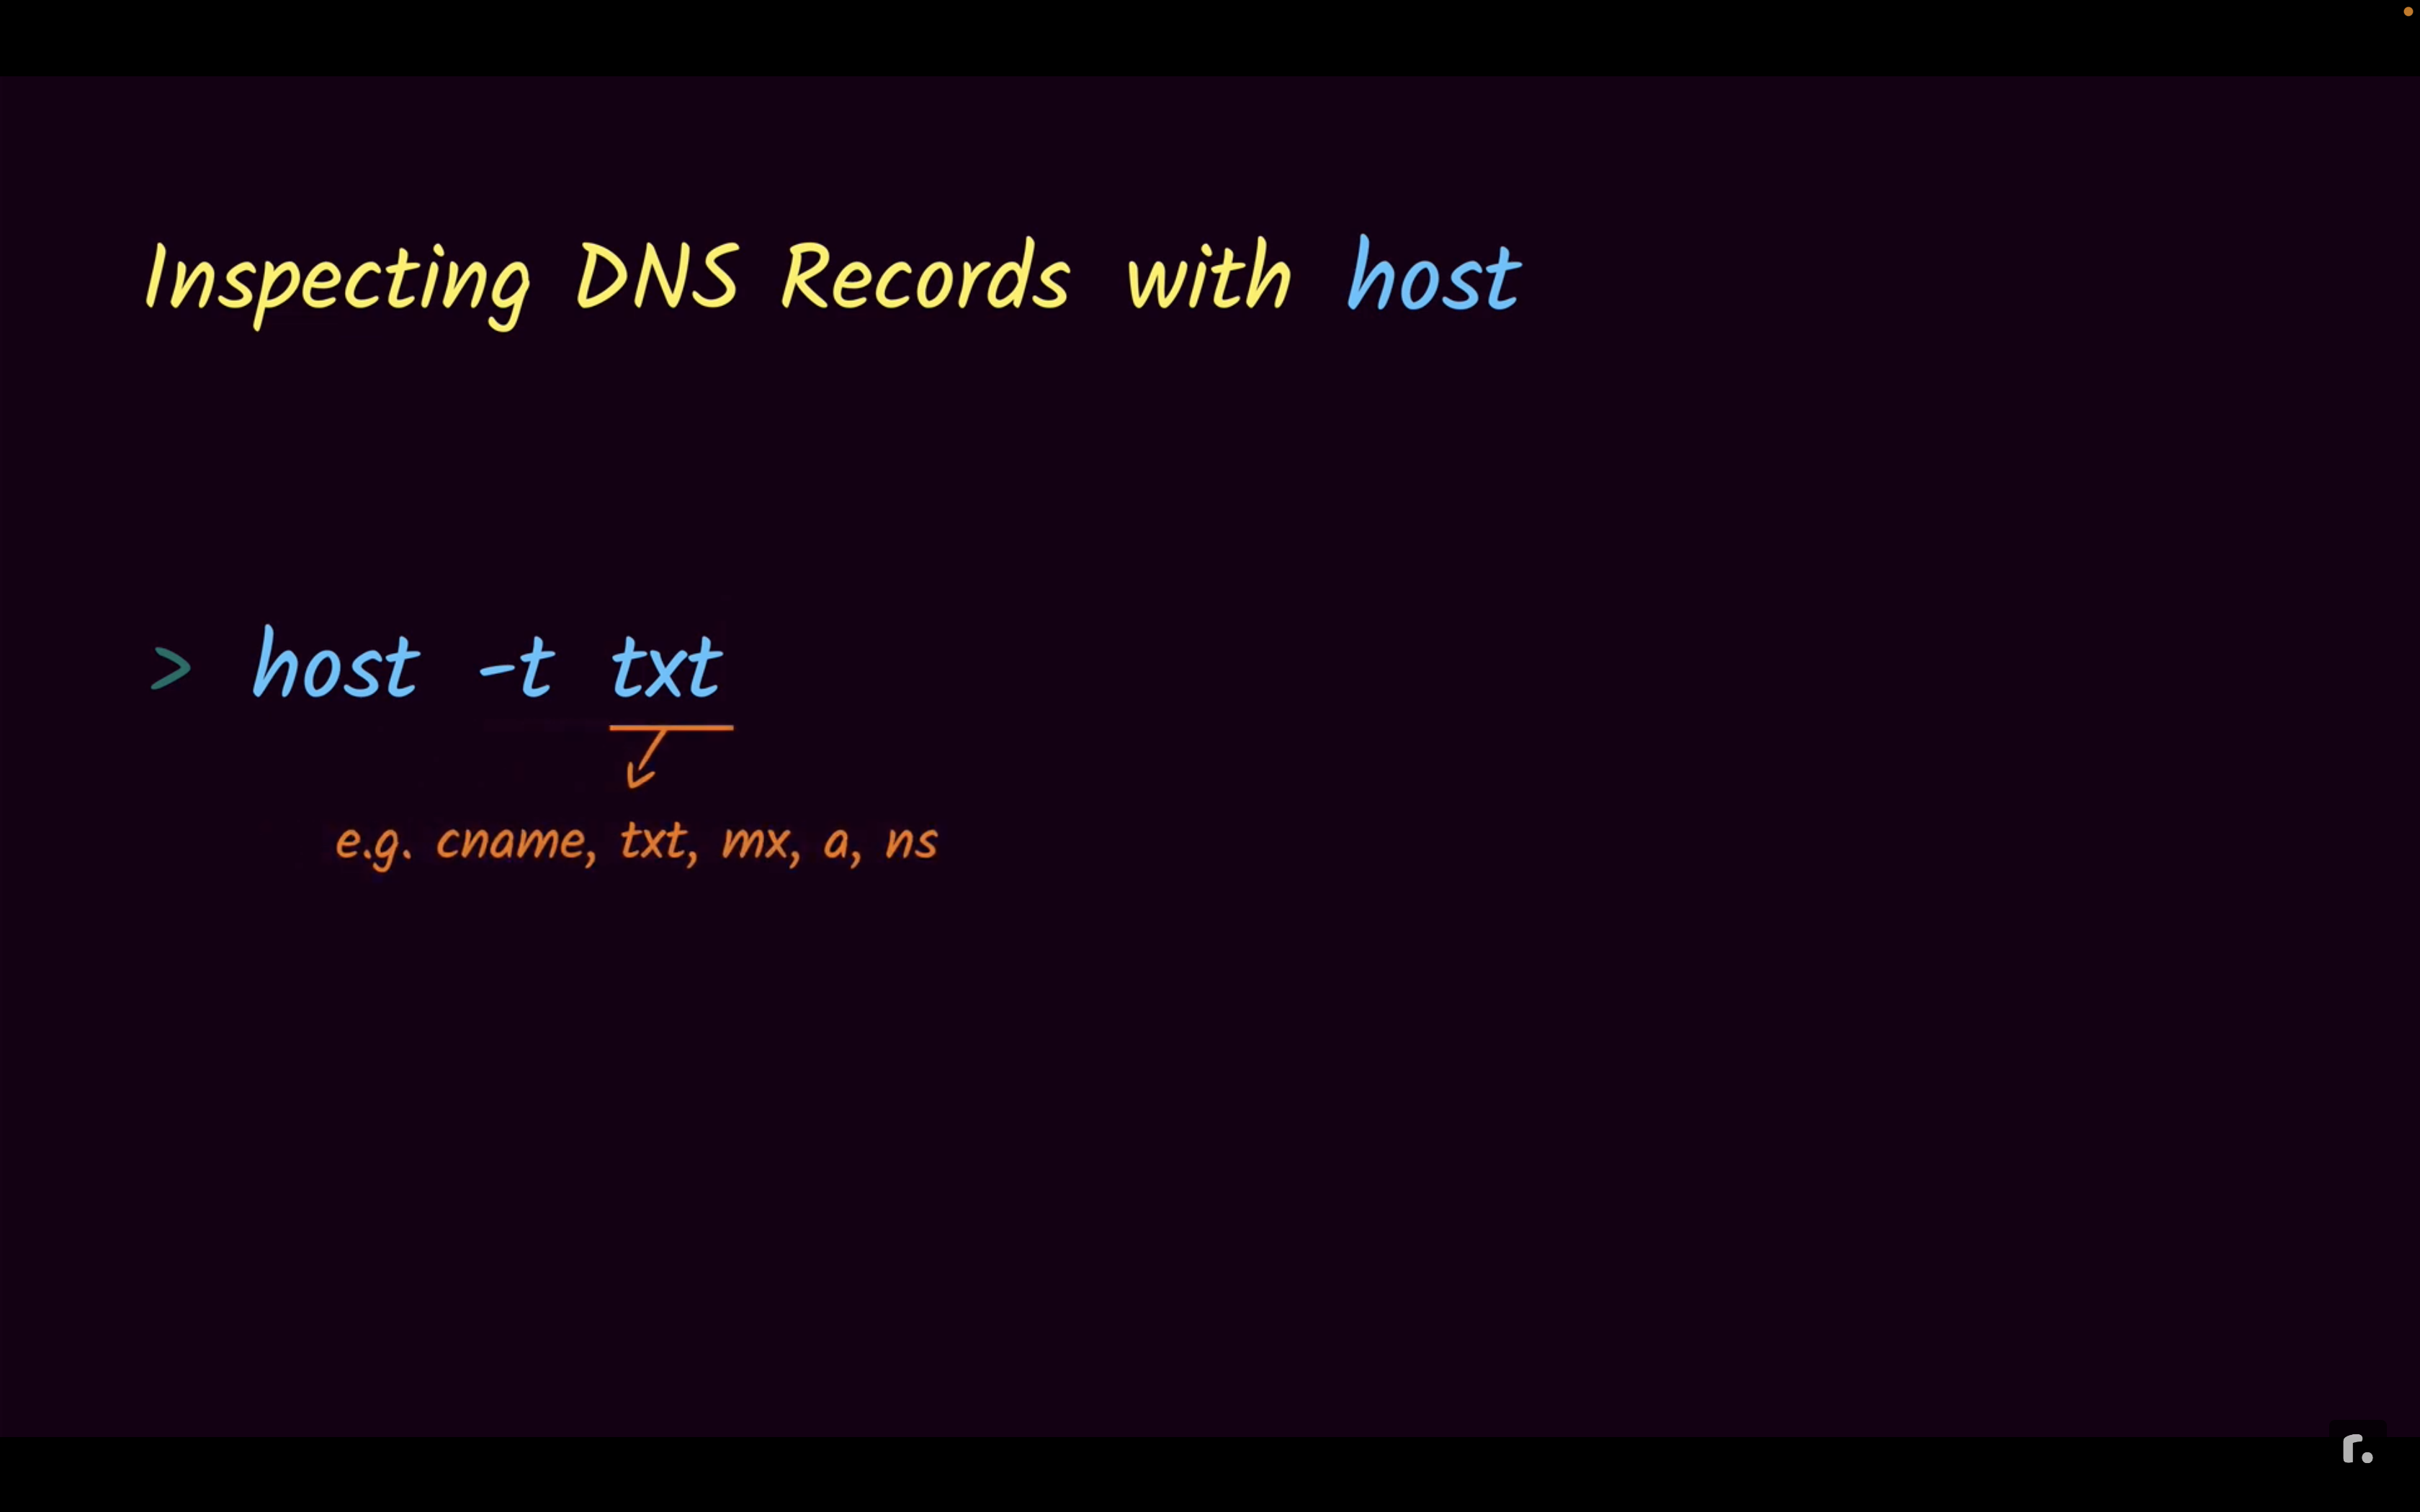 Inspecting DNS Records with host
> host -t txt
e.g. cname, txt, mx, a, ns
r.